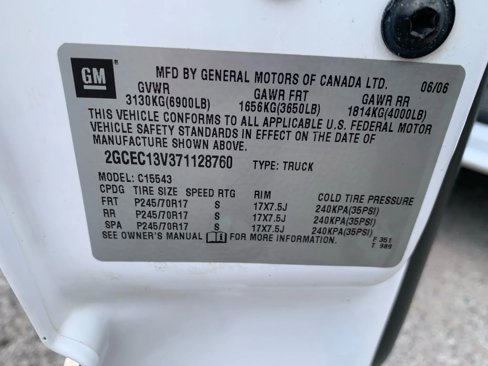 GM
MFD BY GENERAL MOTORS OF CANADA LTD. 06/06
GVWR GAWR FRT GAWR RR
3130KG(6900LB) 1656KG(3650LB) 1814KG(4000LB)
THIS VEHICLE CONFORMS TO ALL APPLICABLE U.S. FEDERAL MOTOR
VEHICLE SAFETY STANDARDS IN EFFECT ON THE DATE OF
MANUFACTURE SHOWN ABOVE.
2GCEC13V371128760 TYPE: TRUCK
MODEL: C15543
CPDG TIRE SIZE SPEED RTG RIM COLD TIRE PRESSURE
FRT P245/70R17 S 17X7.5J 240KPA(35PSI)
RR P245/70R17 S 17X7.5J 240KPA(35PSI)
SPA P245/70R17 S 17X7.5J 240KPA(35PSI)
SEE OWNER'S MANUAL FOR MORE INFORMATION.
F 351
T 989